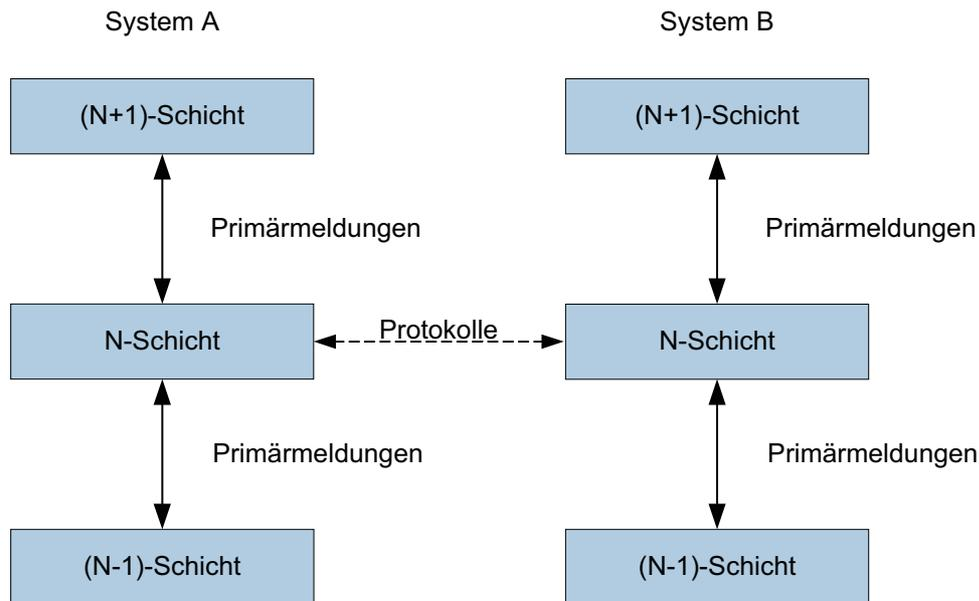 System A
System B
(N+1)-Schicht
(N+1)-Schicht
Primärmeldungen
Primärmeldungen
N-Schicht
Protokolle
N-Schicht
Primärmeldungen
Primärmeldungen
(N-1)-Schicht
(N-1)-Schicht